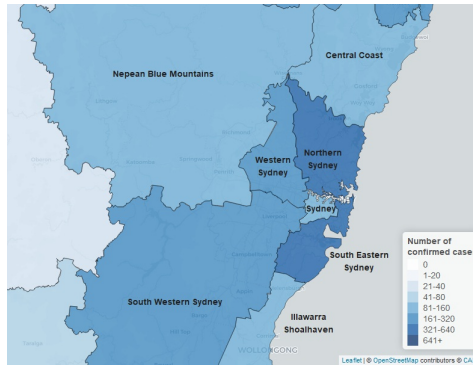 Central Coast
Nepean Blue Mountains
Western
Sydney
Northern
Sydney
Sydney
South Eastern
Sydney
South Western Sydney
Illawarra
Shoalhaven
WOLLONGONG
Number of
confirmed case
0
1-20
21-40
41-80
81-160
161-320
321-640
641+
Leaflet | © OpenStreetMap contributors © CA